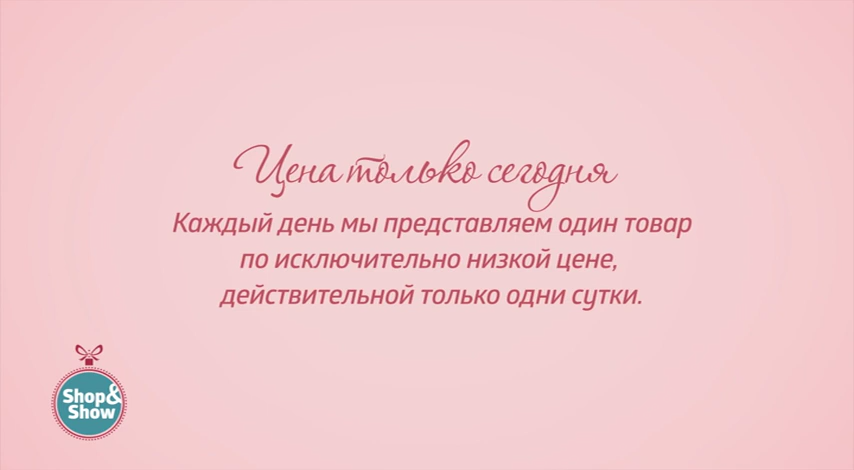 Цена только сегодня
Каждый день мы представляем один товар
по исключительно низкой цене,
действительной только одни сутки.
Shop&
Show